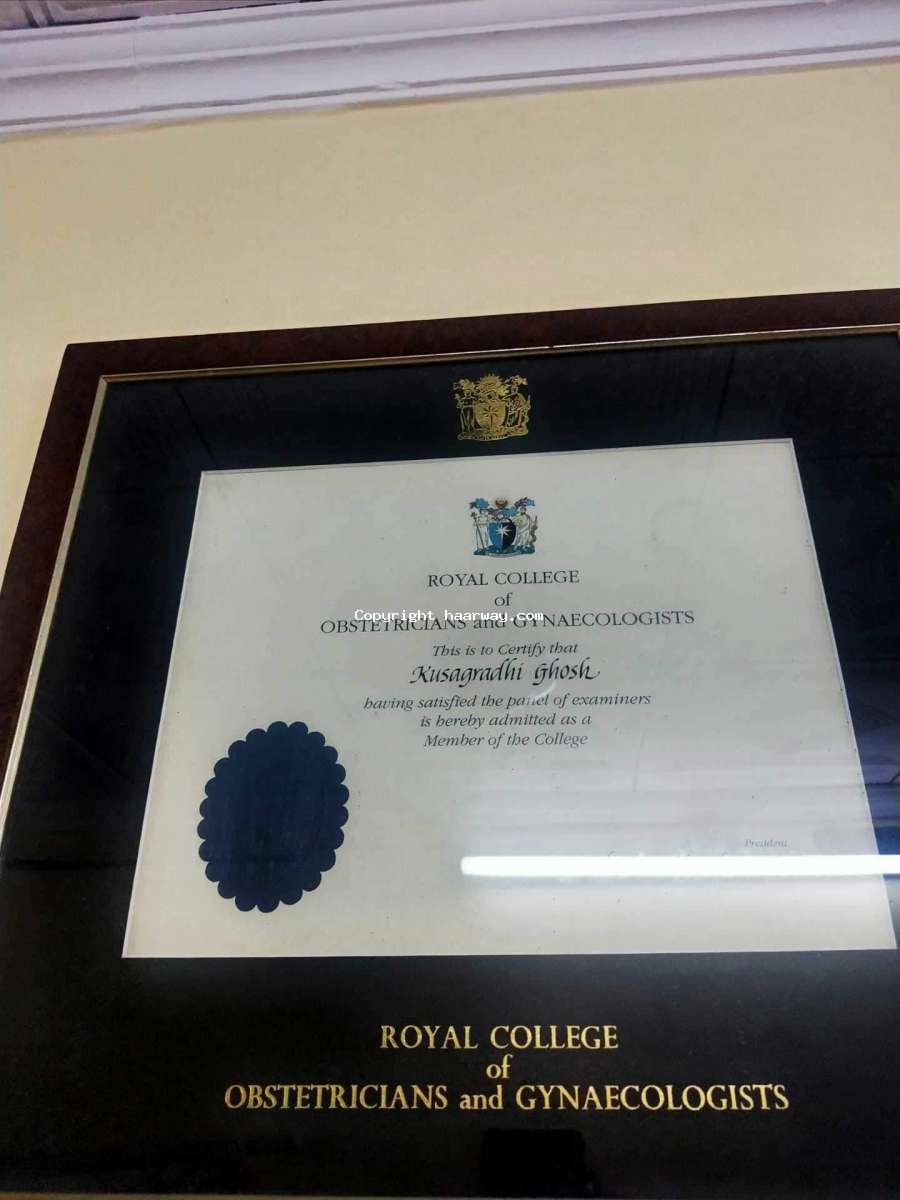 ROYAL COLLEGE
of
OBSTETRICIANS and GYNAECOLOGISTS
Copyright haarway.com
This is to Certify that
Kusagradhi Ghosh
having satisfied the panel of examiners
is hereby admitted as a
Member of the College
President
ROYAL COLLEGE
of
OBSTETRICIANS and GYNAECOLOGISTS